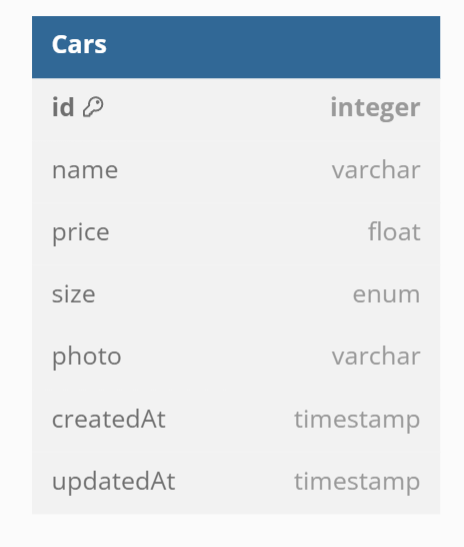 Cars
id integer
name varchar
price float
size enum
photo varchar
createdAt timestamp
updatedAt timestamp